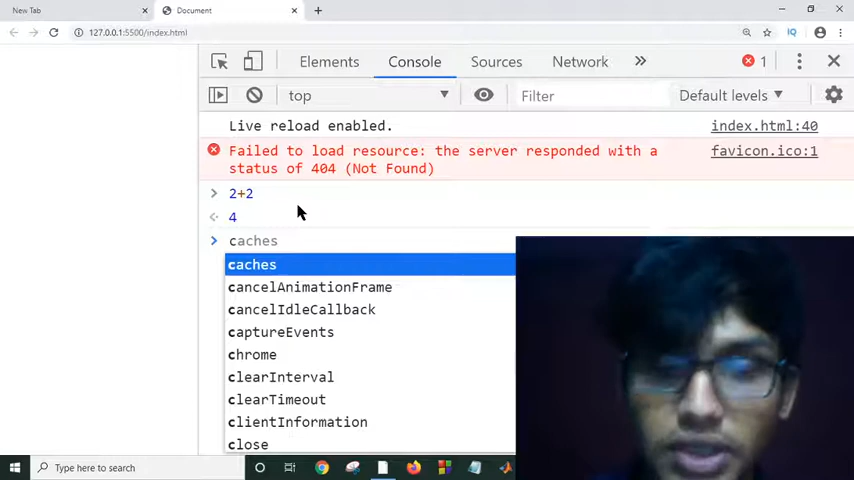 New Tab
Document
127.0.0.1:5500/index.html
IQ
Elements
Console
Sources
Network
1
top
Filter
Default levels
Live reload enabled.
index.html:40
Failed to load resource: the server responded with a
favicon.ico:1
status of 404 (Not Found)
2+2
4
caches
caches
cancelAnimationFrame
cancelIdleCallback
captureEvents
chrome
clearInterval
clearTimeout
clientInformation
close
Type here to search